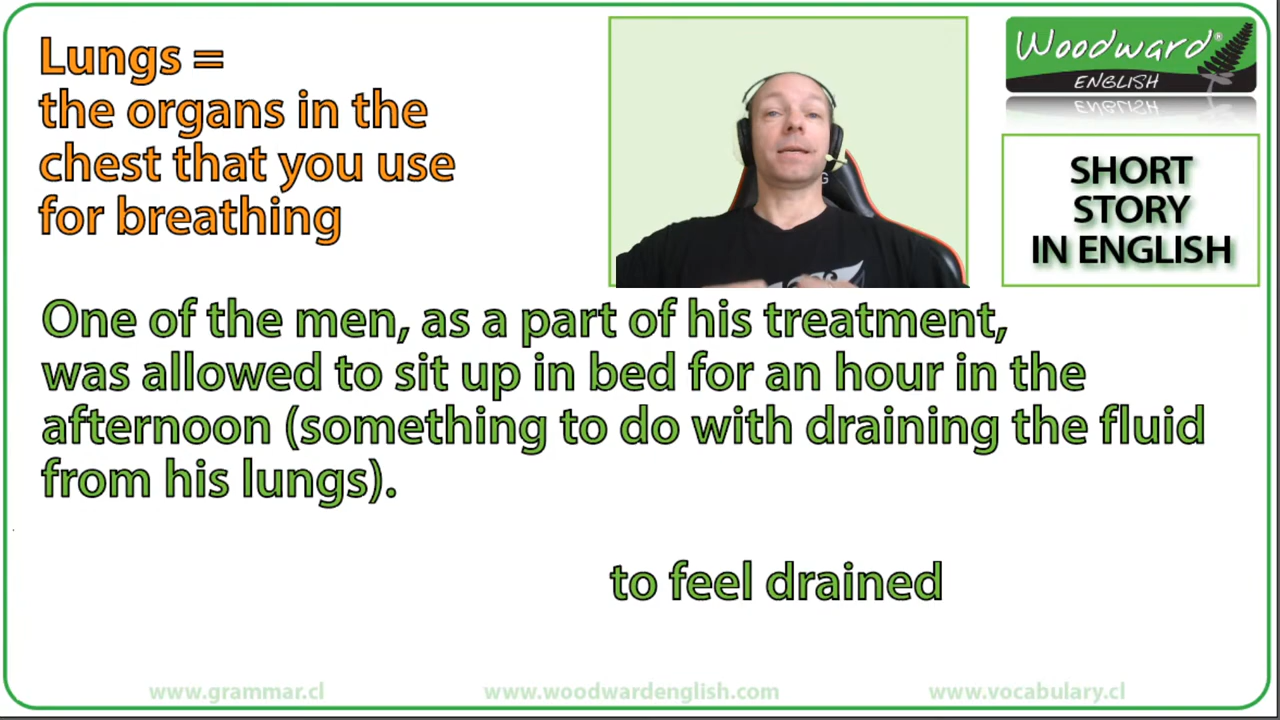 Lungs =
the organs in the
chest that you use
for breathing
Woodward®
ENGLISH
SHORT
STORY
IN ENGLISH
One of the men, as a part of his treatment,
was allowed to sit up in bed for an hour in the
afternoon (something to do with draining the fluid
from his lungs).
to feel drained
www.grammar.cl
www.woodwardenglish.com
www.vocabulary.cl